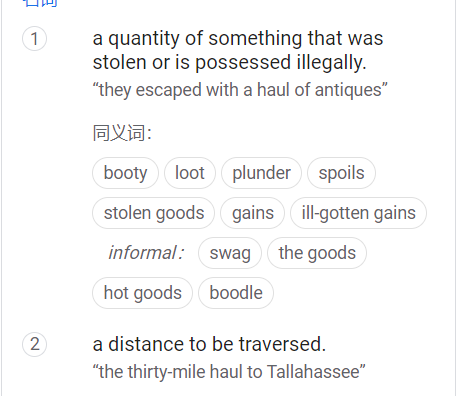 名词
1 a quantity of something that was
stolen or is possessed illegally.
“they escaped with a haul of antiques”
同义词：
booty loot plunder spoils
stolen goods gains ill-gotten gains
informal： swag the goods
hot goods boodle
2 a distance to be traversed.
“the thirty-mile haul to Tallahassee”